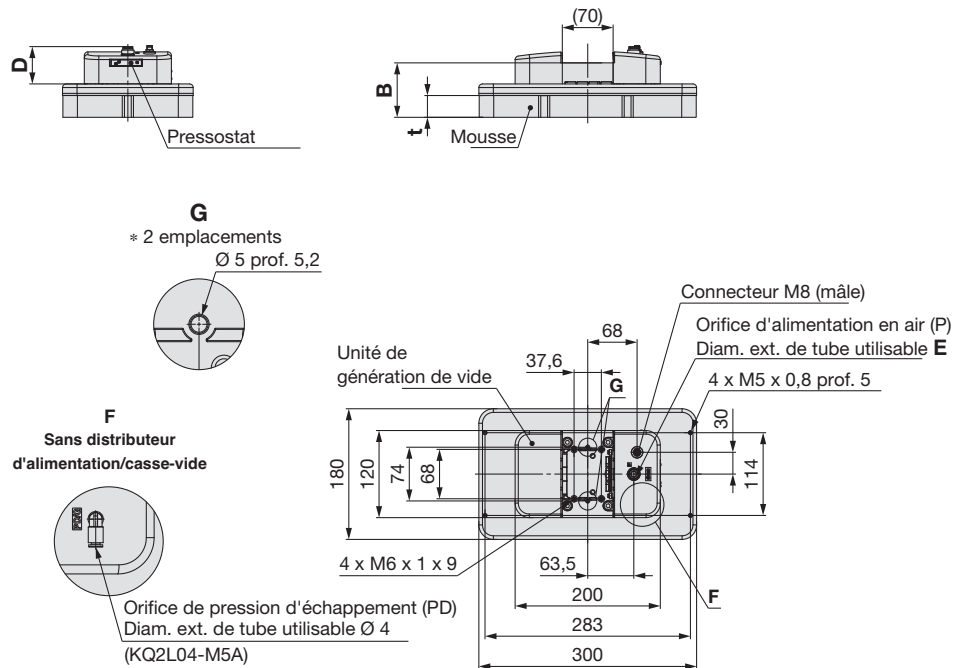 (70)
D
B
t
Pressostat
Mousse
G
* 2 emplacements
Ø 5 prof. 5,2
Connecteur M8 (mâle)
68
Orifice d'alimentation en air (P)
Diam. ext. de tube utilisable E
Unité de
génération de vide
37,6
G
4 x M5 x 0,8 prof. 5
F
Sans distributeur
d'alimentation/casse-vide
30
180
120
74
68
114
4 x M6 x 1 x 9
63,5
F
200
283
300
Orifice de pression d'échappement (PD)
Diam. ext. de tube utilisable Ø 4
(KQ2L04-M5A)